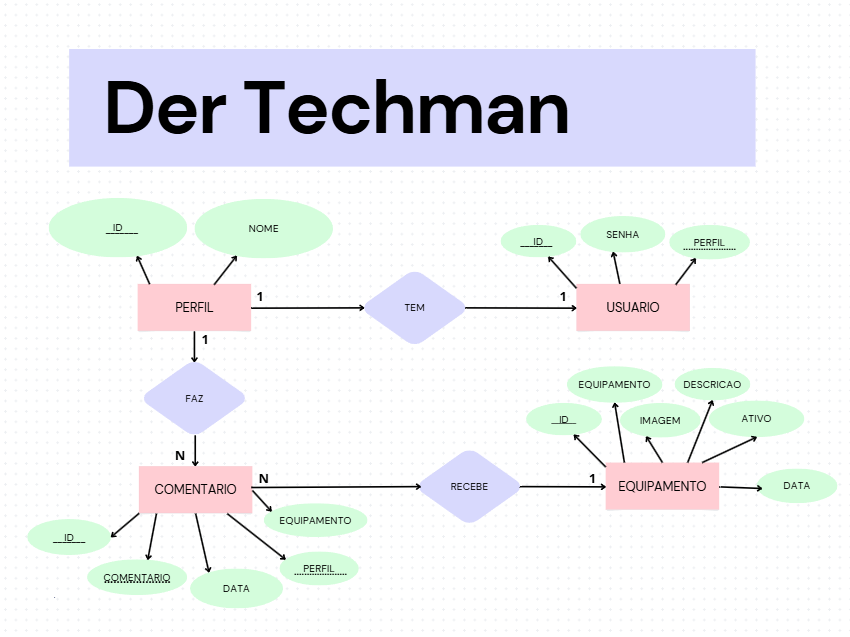 Der Techman
ID
NOME
ID
SENHA
PERFIL
PERFIL
1
TEM
1
USUARIO
1
FAZ
N
EQUIPAMENTO
DESCRICAO
ID
IMAGEM
ATIVO
COMENTARIO
N
RECEBE
1
EQUIPAMENTO
DATA
EQUIPAMENTO
ID
COMENTARIO
DATA
PERFIL